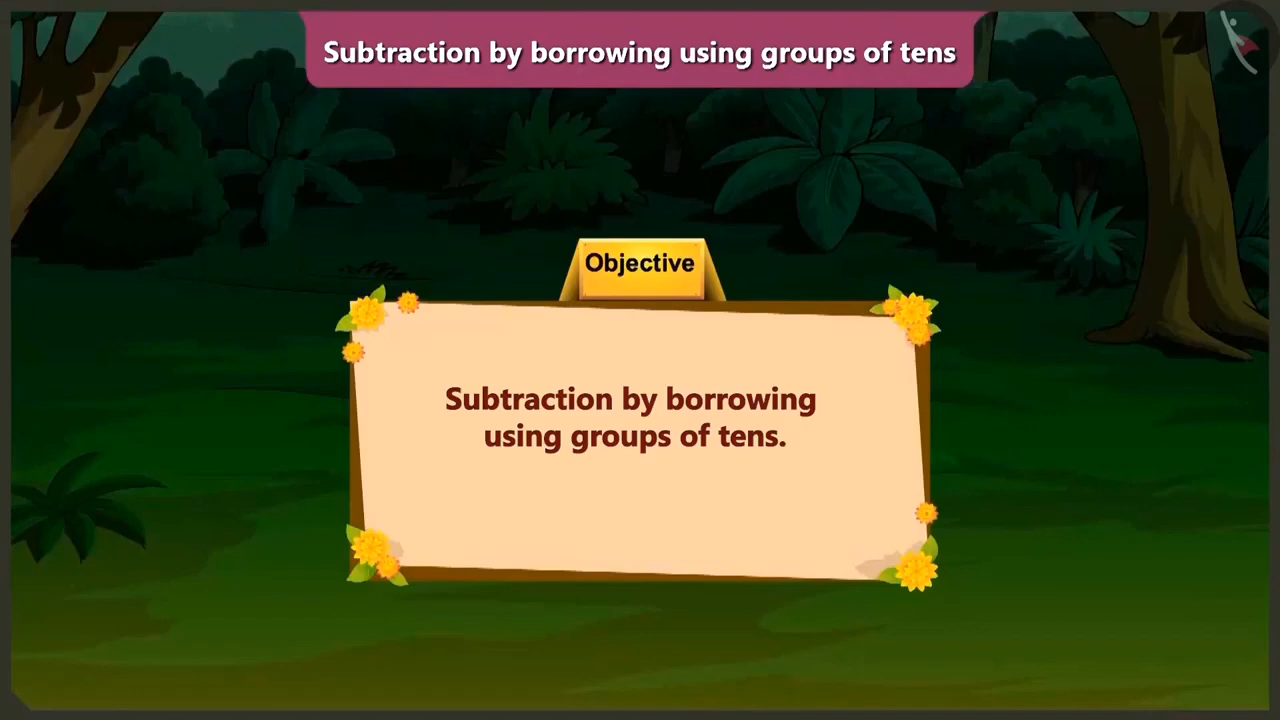 Subtraction by borrowing using groups of tens
Objective
Subtraction by borrowing
using groups of tens.